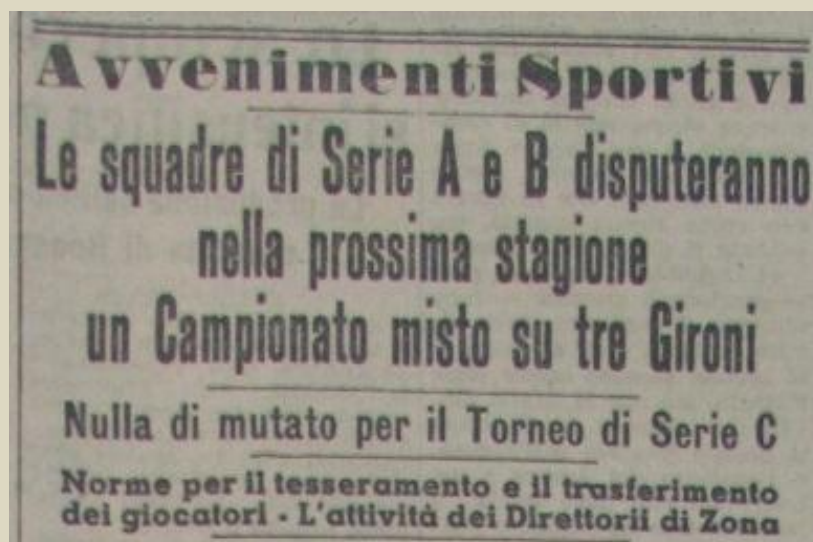 Avvenimenti Sportivi
Le squadre di Serie A e B disputeranno
nella prossima stagione
un Campionato misto su tre Gironi
Nulla di mutato per il Torneo di Serie C
Norme per il tesseramento e il trasferimento
dei giocatori - L'attività dei Direttorii di Zona